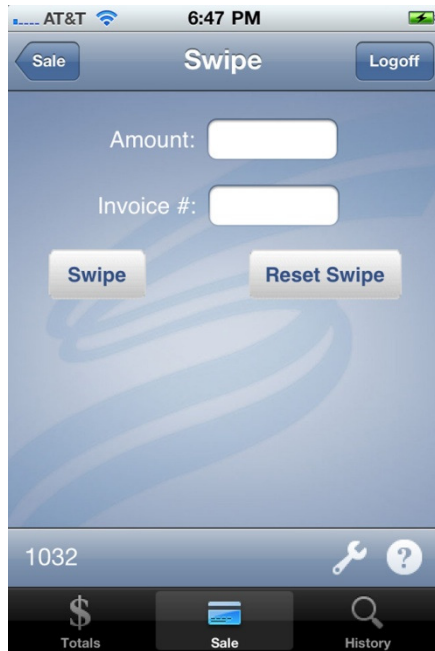 AT&T 6:47 PM
Sale Swipe Logoff
Amount:
Invoice #:
Swipe Reset Swipe
1032 ?
$
Totals Sale History